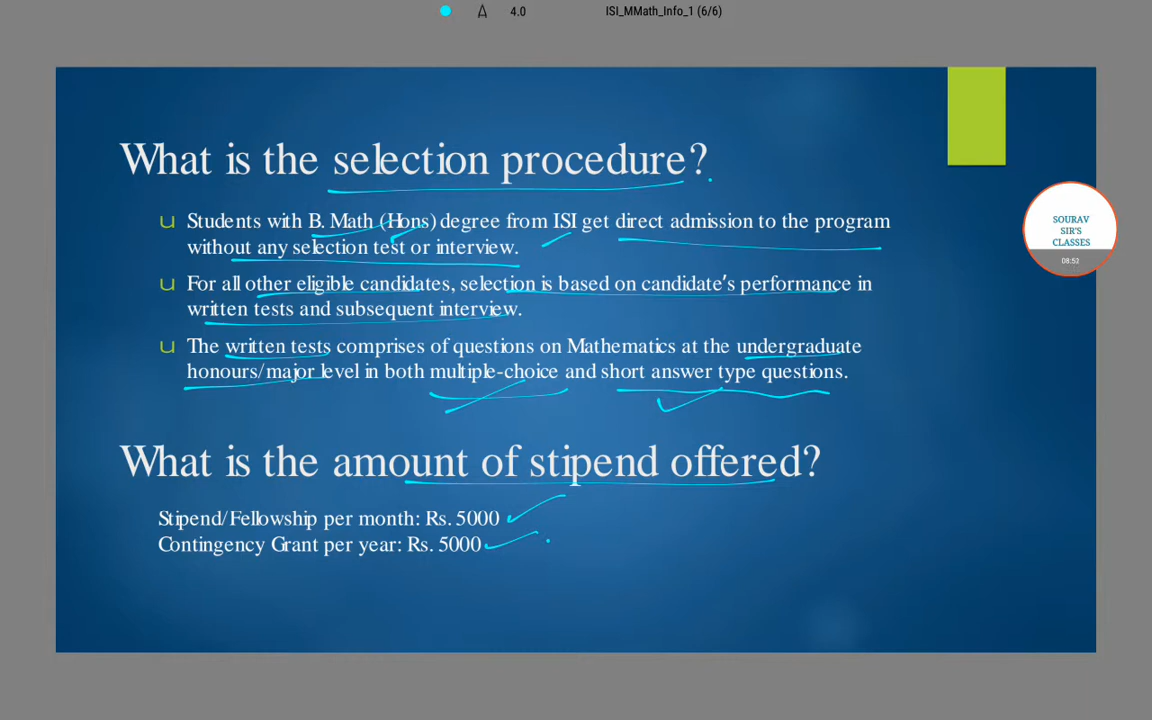 4.0
ISI_MMath_Info_1 (6/6)
What is the selection procedure?
u Students with B. Math (Hons) degree from ISI get direct admission to the program
without any selection test or interview.
u For all other eligible candidates, selection is based on candidate’s performance in
written tests and subsequent interview.
u The written tests comprises of questions on Mathematics at the undergraduate
honours/major level in both multiple-choice and short answer type questions.
What is the amount of stipend offered?
Stipend/Fellowship per month: Rs. 5000
Contingency Grant per year: Rs. 5000
SOURAV
SIR'S
CLASSES
08:52